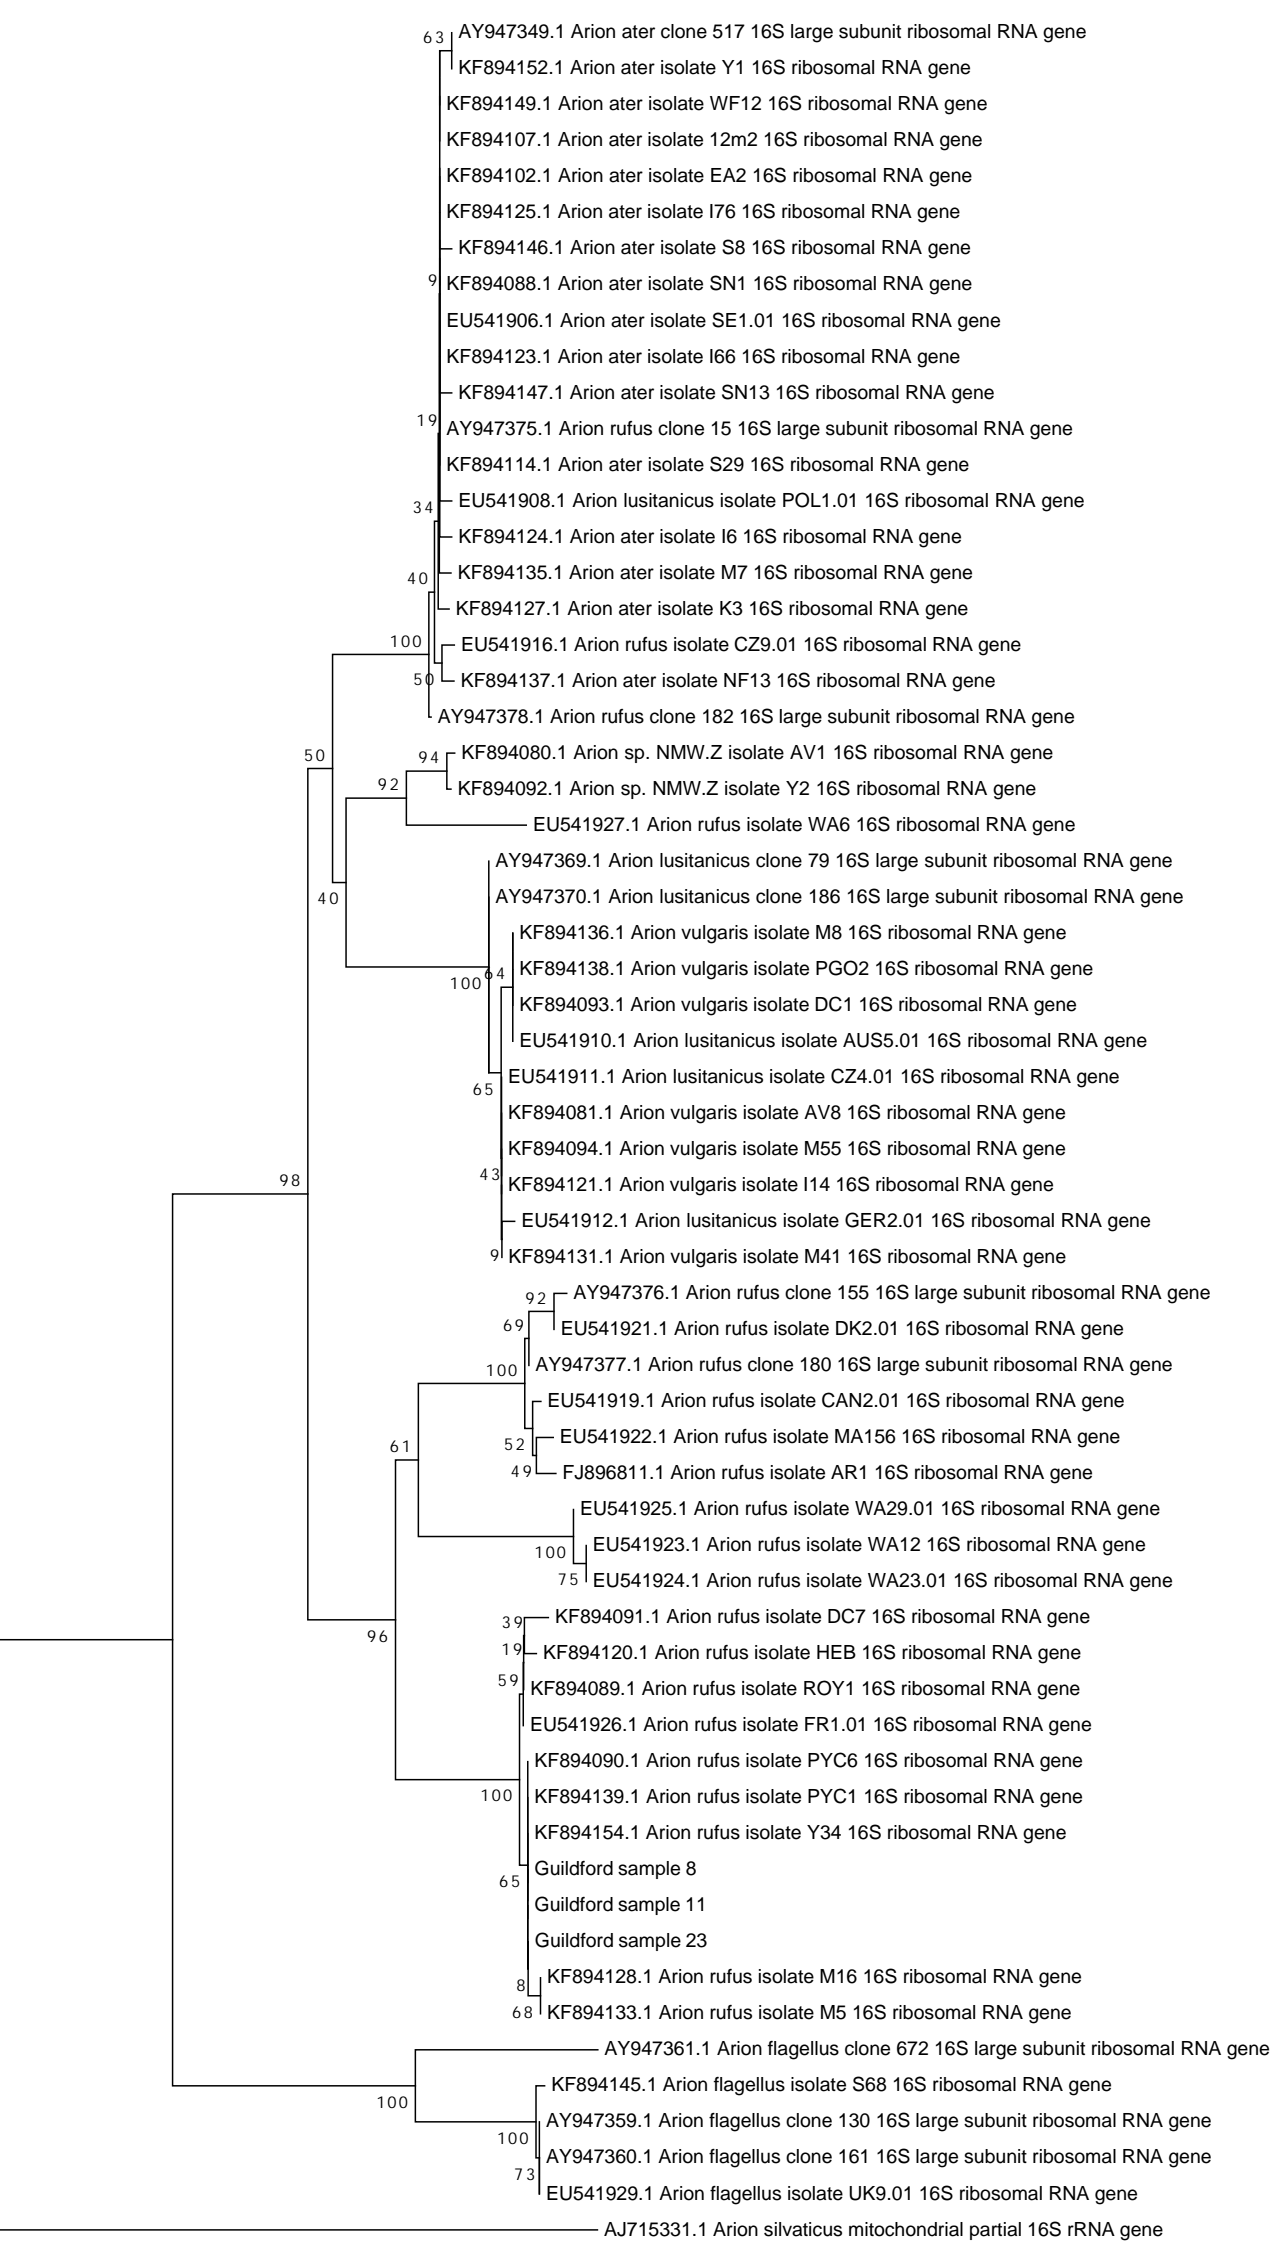 63
AY947349.1 Arion ater clone 517 16S large subunit ribosomal RNA gene
KF894152.1 Arion ater isolate Y1 16S ribosomal RNA gene
KF894149.1 Arion ater isolate WF12 16S ribosomal RNA gene
KF894107.1 Arion ater isolate 12m2 16S ribosomal RNA gene
KF894102.1 Arion ater isolate EA2 16S ribosomal RNA gene
KF894125.1 Arion ater isolate I76 16S ribosomal RNA gene
KF894146.1 Arion ater isolate S8 16S ribosomal RNA gene
9
KF894088.1 Arion ater isolate SN1 16S ribosomal RNA gene
EU541906.1 Arion ater isolate SE1.01 16S ribosomal RNA gene
KF894123.1 Arion ater isolate I66 16S ribosomal RNA gene
KF894147.1 Arion ater isolate SN13 16S ribosomal RNA gene
19
AY947375.1 Arion rufus clone 15 16S large subunit ribosomal RNA gene
KF894114.1 Arion ater isolate S29 16S ribosomal RNA gene
EU541908.1 Arion lusitanicus isolate POL1.01 16S ribosomal RNA gene
34
KF894124.1 Arion ater isolate I6 16S ribosomal RNA gene
KF894135.1 Arion ater isolate M7 16S ribosomal RNA gene
40
KF894127.1 Arion ater isolate K3 16S ribosomal RNA gene
100
EU541916.1 Arion rufus isolate CZ9.01 16S ribosomal RNA gene
50
KF894137.1 Arion ater isolate NF13 16S ribosomal RNA gene
AY947378.1 Arion rufus clone 182 16S large subunit ribosomal RNA gene
50
94
KF894080.1 Arion sp. NMW.Z isolate AV1 16S ribosomal RNA gene
92
KF894092.1 Arion sp. NMW.Z isolate Y2 16S ribosomal RNA gene
EU541927.1 Arion rufus isolate WA6 16S ribosomal RNA gene
AY947369.1 Arion lusitanicus clone 79 16S large subunit ribosomal RNA gene
40
AY947370.1 Arion lusitanicus clone 186 16S large subunit ribosomal RNA gene
KF894136.1 Arion vulgaris isolate M8 16S ribosomal RNA gene
64
KF894138.1 Arion vulgaris isolate PGO2 16S ribosomal RNA gene
100
KF894093.1 Arion vulgaris isolate DC1 16S ribosomal RNA gene
EU541910.1 Arion lusitanicus isolate AUS5.01 16S ribosomal RNA gene
EU541911.1 Arion lusitanicus isolate CZ4.01 16S ribosomal RNA gene
65
KF894081.1 Arion vulgaris isolate AV8 16S ribosomal RNA gene
KF894094.1 Arion vulgaris isolate M55 16S ribosomal RNA gene
43
KF894121.1 Arion vulgaris isolate I14 16S ribosomal RNA gene
98
EU541912.1 Arion lusitanicus isolate GER2.01 16S ribosomal RNA gene
9
KF894131.1 Arion vulgaris isolate M41 16S ribosomal RNA gene
92
AY947376.1 Arion rufus clone 155 16S large subunit ribosomal RNA gene
69
EU541921.1 Arion rufus isolate DK2.01 16S ribosomal RNA gene
100
AY947377.1 Arion rufus clone 180 16S large subunit ribosomal RNA gene
EU541919.1 Arion rufus isolate CAN2.01 16S ribosomal RNA gene
61
52
EU541922.1 Arion rufus isolate MA156 16S ribosomal RNA gene
49
FJ896811.1 Arion rufus isolate AR1 16S ribosomal RNA gene
EU541925.1 Arion rufus isolate WA29.01 16S ribosomal RNA gene
100
EU541923.1 Arion rufus isolate WA12 16S ribosomal RNA gene
75
EU541924.1 Arion rufus isolate WA23.01 16S ribosomal RNA gene
96
39
KF894091.1 Arion rufus isolate DC7 16S ribosomal RNA gene
19
KF894120.1 Arion rufus isolate HEB 16S ribosomal RNA gene
59
KF894089.1 Arion rufus isolate ROY1 16S ribosomal RNA gene
EU541926.1 Arion rufus isolate FR1.01 16S ribosomal RNA gene
KF894090.1 Arion rufus isolate PYC6 16S ribosomal RNA gene
100
KF894139.1 Arion rufus isolate PYC1 16S ribosomal RNA gene
KF894154.1 Arion rufus isolate Y34 16S ribosomal RNA gene
Guildford sample 8
65
Guildford sample 11
Guildford sample 23
8
KF894128.1 Arion rufus isolate M16 16S ribosomal RNA gene
68
KF894133.1 Arion rufus isolate M5 16S ribosomal RNA gene
AY947361.1 Arion flagellus clone 672 16S large subunit ribosomal RNA gene
100
KF894145.1 Arion flagellus isolate S68 16S ribosomal RNA gene
AY947359.1 Arion flagellus clone 130 16S large subunit ribosomal RNA gene
100
AY947360.1 Arion flagellus clone 161 16S large subunit ribosomal RNA gene
73
EU541929.1 Arion flagellus isolate UK9.01 16S ribosomal RNA gene
AJ715331.1 Arion silvaticus mitochondrial partial 16S rRNA gene